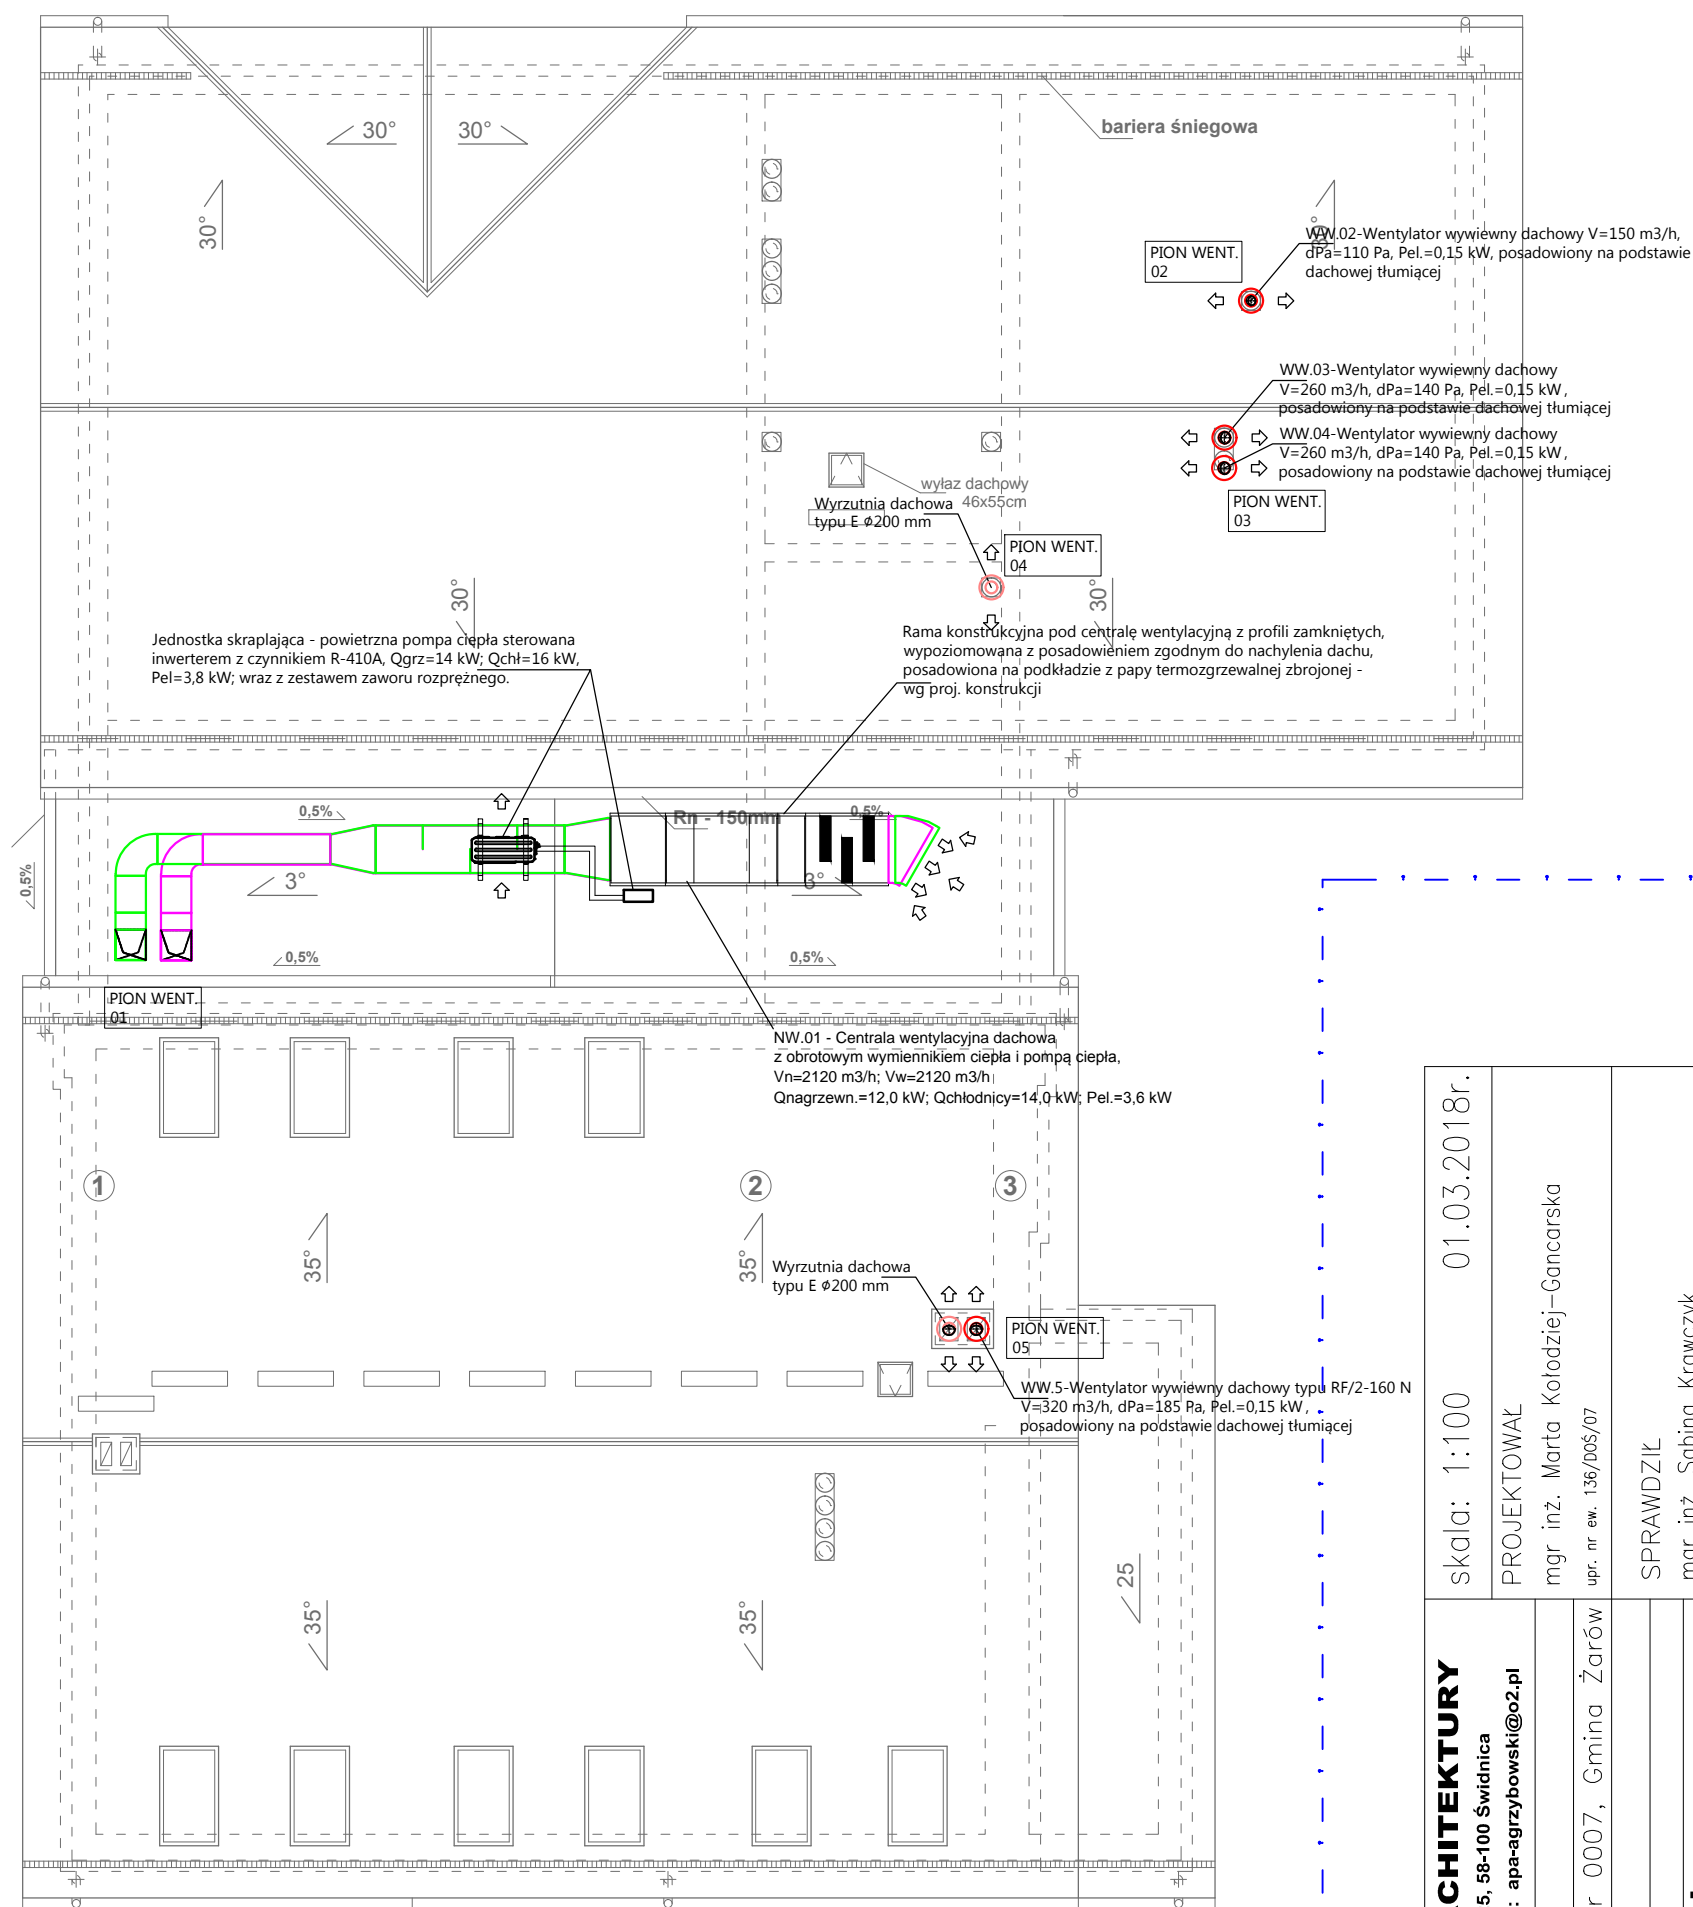 30°
30°
bariera śniegowa
30°
30°
WW.02-Wentylator wywiewny dachowy V=150 m3/h,
dPa=110 Pa, Pel.=0,15 kW, posadowiony na podstawie
dachowej tłumiącej
PION WENT.
02
WW.03-Wentylator wywiewny dachowy
V=260 m3/h, dPa=140 Pa, Pel.=0,15 kW,
posadowiony na podstawie dachowej tłumiącej
WW.04-Wentylator wywiewny dachowy
V=260 m3/h, dPa=140 Pa, Pel.=0,15 kW,
posadowiony na podstawie dachowej tłumiącej
PION WENT.
03
wyłaz dachowy
46x55cm
Wyrzutnia dachowa
typu E ⌀200 mm
PION WENT.
04
30°
30°
Jednostka skraplająca - powietrzna pompa ciepła sterowana
inwerterem z czynnikiem R-410A, Qgrz=14 kW; Qchł=16 kW,
Pel=3,8 kW; wraz z zestawem zaworu rozprężnego.
Rama konstrukcyjna pod centralę wentylacyjną z profili zamkniętych,
wypoziomowana z posadowieniem zgodnym do nachylenia dachu,
posadowiona na podkładzie z papy termozgrzewalnej zbrojonej -
wg proj. konstrukcji
0,5%
Rn - 150mm
0,5%
0,5%
3°
3°
0,5%
0,5%
PION WENT.
01
NW.01 - Centrala wentylacyjna dachowa
z obrotowym wymiennikiem ciepła i pompą ciepła,
Vn=2120 m3/h; Vw=2120 m3/h
Qnagrzewn.=12,0 kW; Qchłodnicy=14,0 kW; Pel.=3,6 kW
1
2
3
35°
35°
Wyrzutnia dachowa
typu E ⌀200 mm
PION WENT.
05
WW.5-Wentylator wywiewny dachowy typu RF/2-160 N
V=320 m3/h, dPa=185 Pa, Pel.=0,15 kW,
posadowiony na podstawie dachowej tłumiącej
35°
35°
25
skala: 1:100 01.03.2018r.
PROJEKTOWAŁ
mgr inż. Marta Kołodziej-Gancarska
upr. nr ew. 136/DOŚ/07
SPRAWDZIŁ
mgr inż. Sabina Krawczyk
CHITEKTURY
5, 58-100 Świdnica
: apa-agrzybowski@o2.pl
r 0007, Gmina Żarów